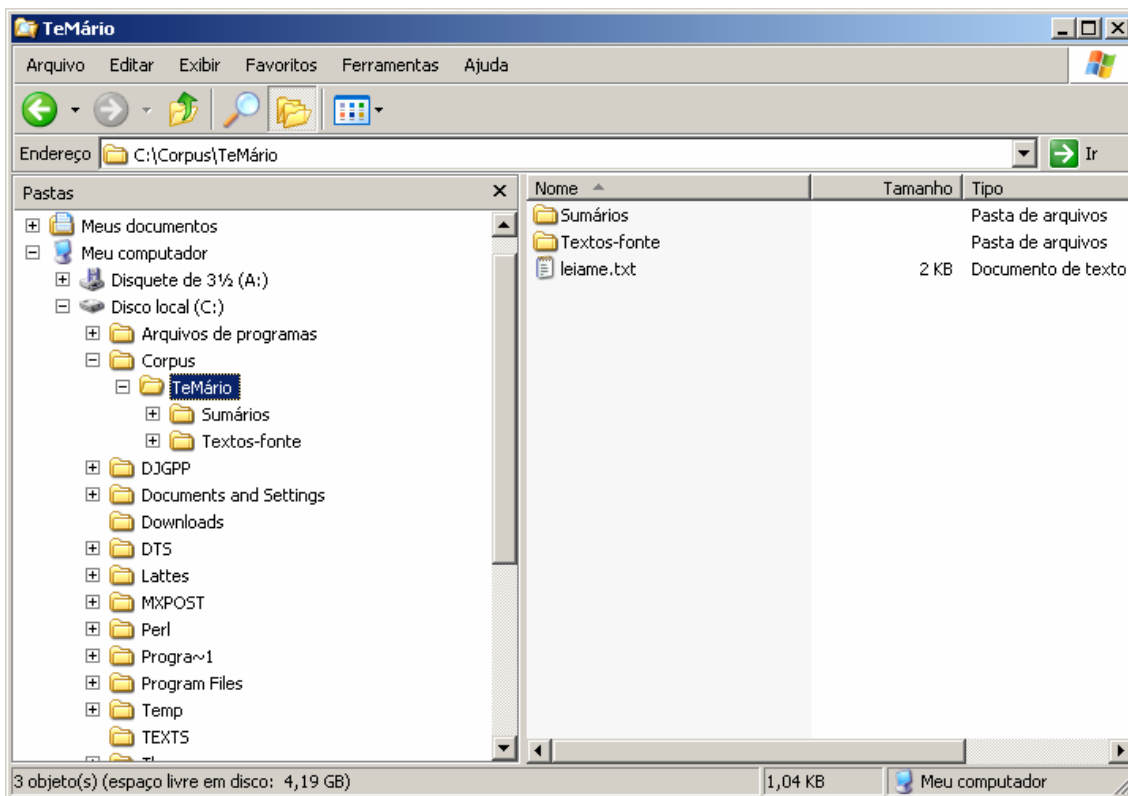 TeMário
Arquivo Editar Exibir Favoritos Ferramentas Ajuda
Endereço C:\Corpus\TeMário Ir
Pastas
Meus documentos
Meu computador
Disquete de 3½ (A:)
Disco local (C:)
Arquivos de programas
Corpus
TeMário
Sumários
Textos-fonte
DJGPP
Documents and Settings
Downloads
DTS
Lattes
MXPOST
Perl
Progra~1
Program Files
Temp
TEXTS
Nome Tamanho Tipo
Sumários Pasta de arquivos
Textos-fonte Pasta de arquivos
leiame.txt 2 KB Documento de texto
3 objeto(s) (espaço livre em disco: 4,19 GB) 1,04 KB Meu computador